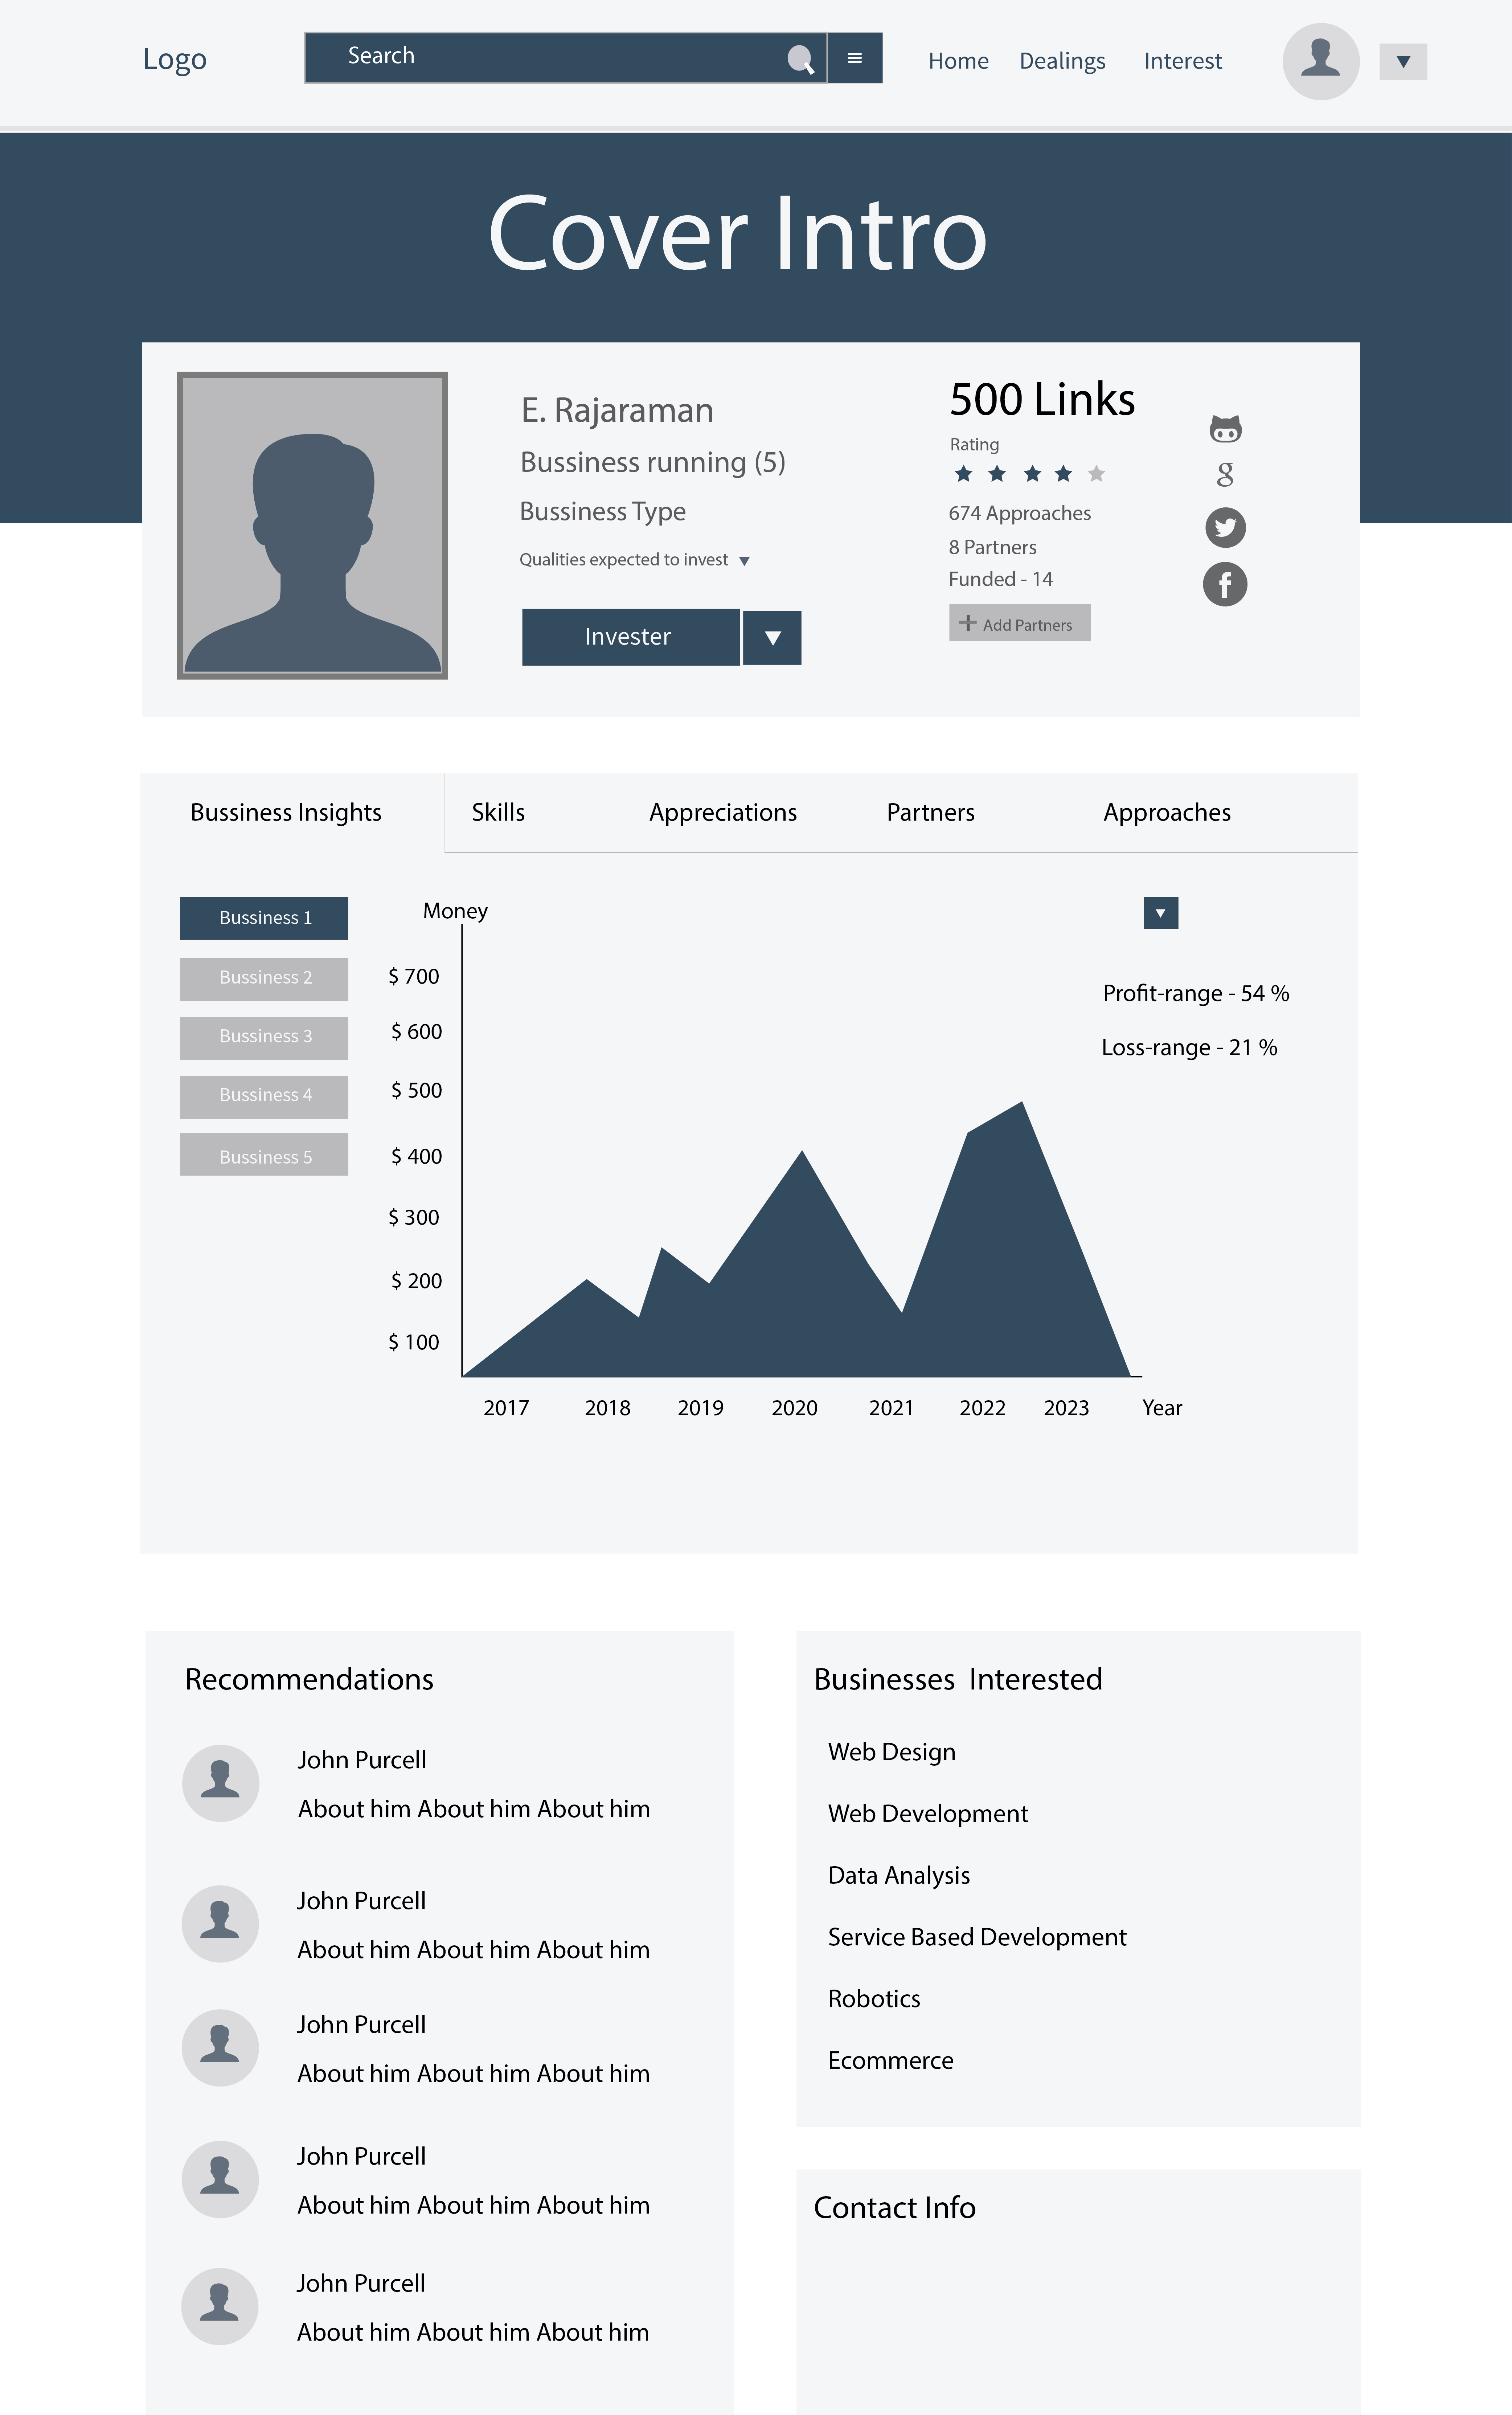 Logo
Search
Home
Dealings
Interest
Cover Intro
E. Rajaraman
Bussiness running (5)
Bussiness Type
Qualities expected to invest
Invester
500 Links
Rating
674 Approaches
8 Partners
Funded - 14
Add Partners
g
f
Bussiness Insights
Skills
Appreciations
Partners
Approaches
Bussiness 1
Bussiness 2
Bussiness 3
Bussiness 4
Bussiness 5
Money
$ 700
$ 600
$ 500
$ 400
$ 300
$ 200
$ 100
2017
2018
2019
2020
2021
2022
2023
Year
Profit-range - 54 %
Loss-range - 21 %
Recommendations
John Purcell
About him About him About him
John Purcell
About him About him About him
John Purcell
About him About him About him
John Purcell
About him About him About him
John Purcell
About him About him About him
Businesses  Interested
Web Design
Web Development
Data Analysis
Service Based Development
Robotics
Ecommerce
Contact Info